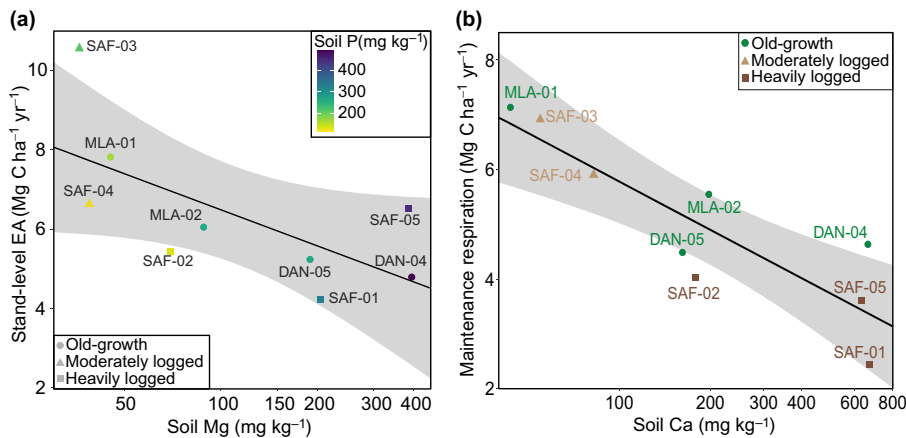 (a)
Stand-level EA (Mg C ha⁻¹ yr⁻¹)
10
8
6
4
2
SAF-03
Soil P(mg kg⁻¹)
400
300
200
MLA-01
SAF-04
MLA-02
SAF-05
SAF-02
DAN-05
DAN-04
SAF-01
Old-growth
Moderately logged
Heavily logged
50
100
150
200
300
400
Soil Mg (mg kg⁻¹)
(b)
Maintenance respiration (Mg C ha⁻¹ yr⁻¹)
8
6
4
2
Old-growth
Moderately logged
Heavily logged
MLA-01
SAF-03
SAF-04
MLA-02
DAN-04
DAN-05
SAF-02
SAF-05
SAF-01
100
200
300
400
600
800
Soil Ca (mg kg⁻¹)